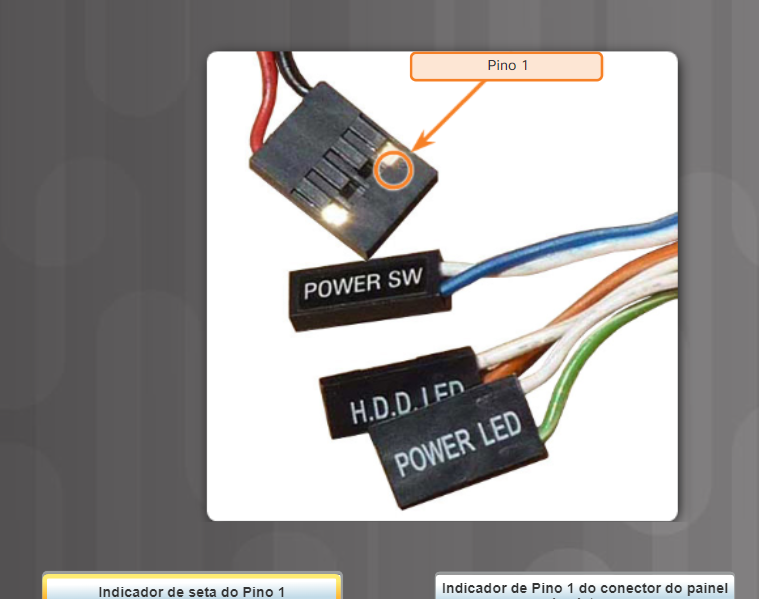 Pino 1
POWER SW
H.D.D. LED
POWER LED
Indicador de seta do Pino 1
Indicador de Pino 1 do conector do painel